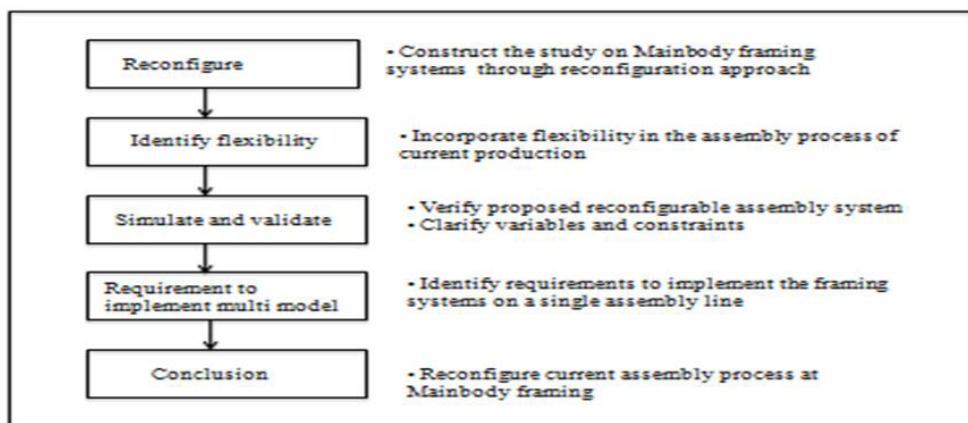 Reconfigure
• Construct the study on Mainbody framing
systems through reconfiguration approach
Identify flexibility
• Incorporate flexibility in the assembly process of
current production
Simulate and validate
• Verify proposed reconfigurable assembly system
• Clarify variables and constraints
Requirement to
implement multi model
• Identify requirements to implement the framing
systems on a single assembly line
Conclusion
• Reconfigure current assembly process at
Mainbody framing